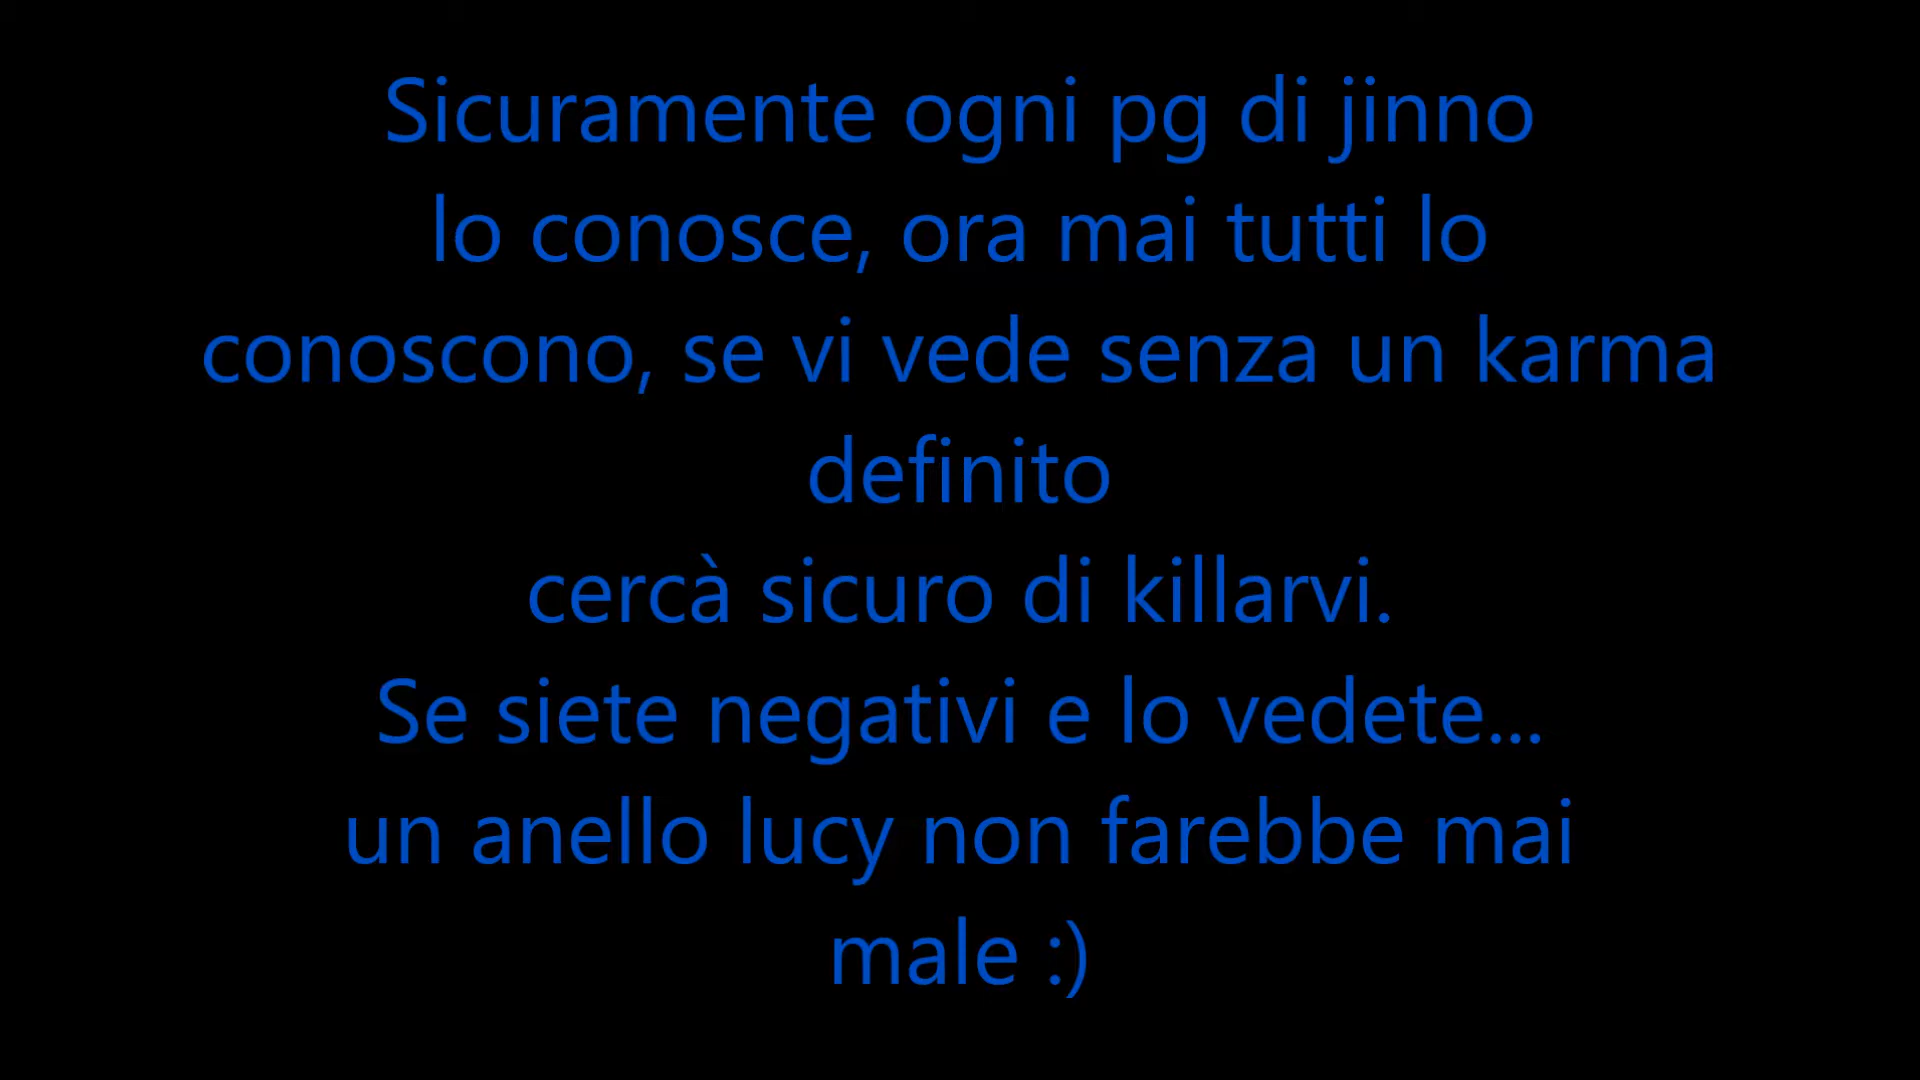 Sicuramente ogni pg di jinno
lo conosce, ora mai tutti lo
conoscono, se vi vede senza un karma
definito
cercà sicuro di killarvi.
Se siete negativi e lo vedete...
un anello lucy non farebbe mai
male :)